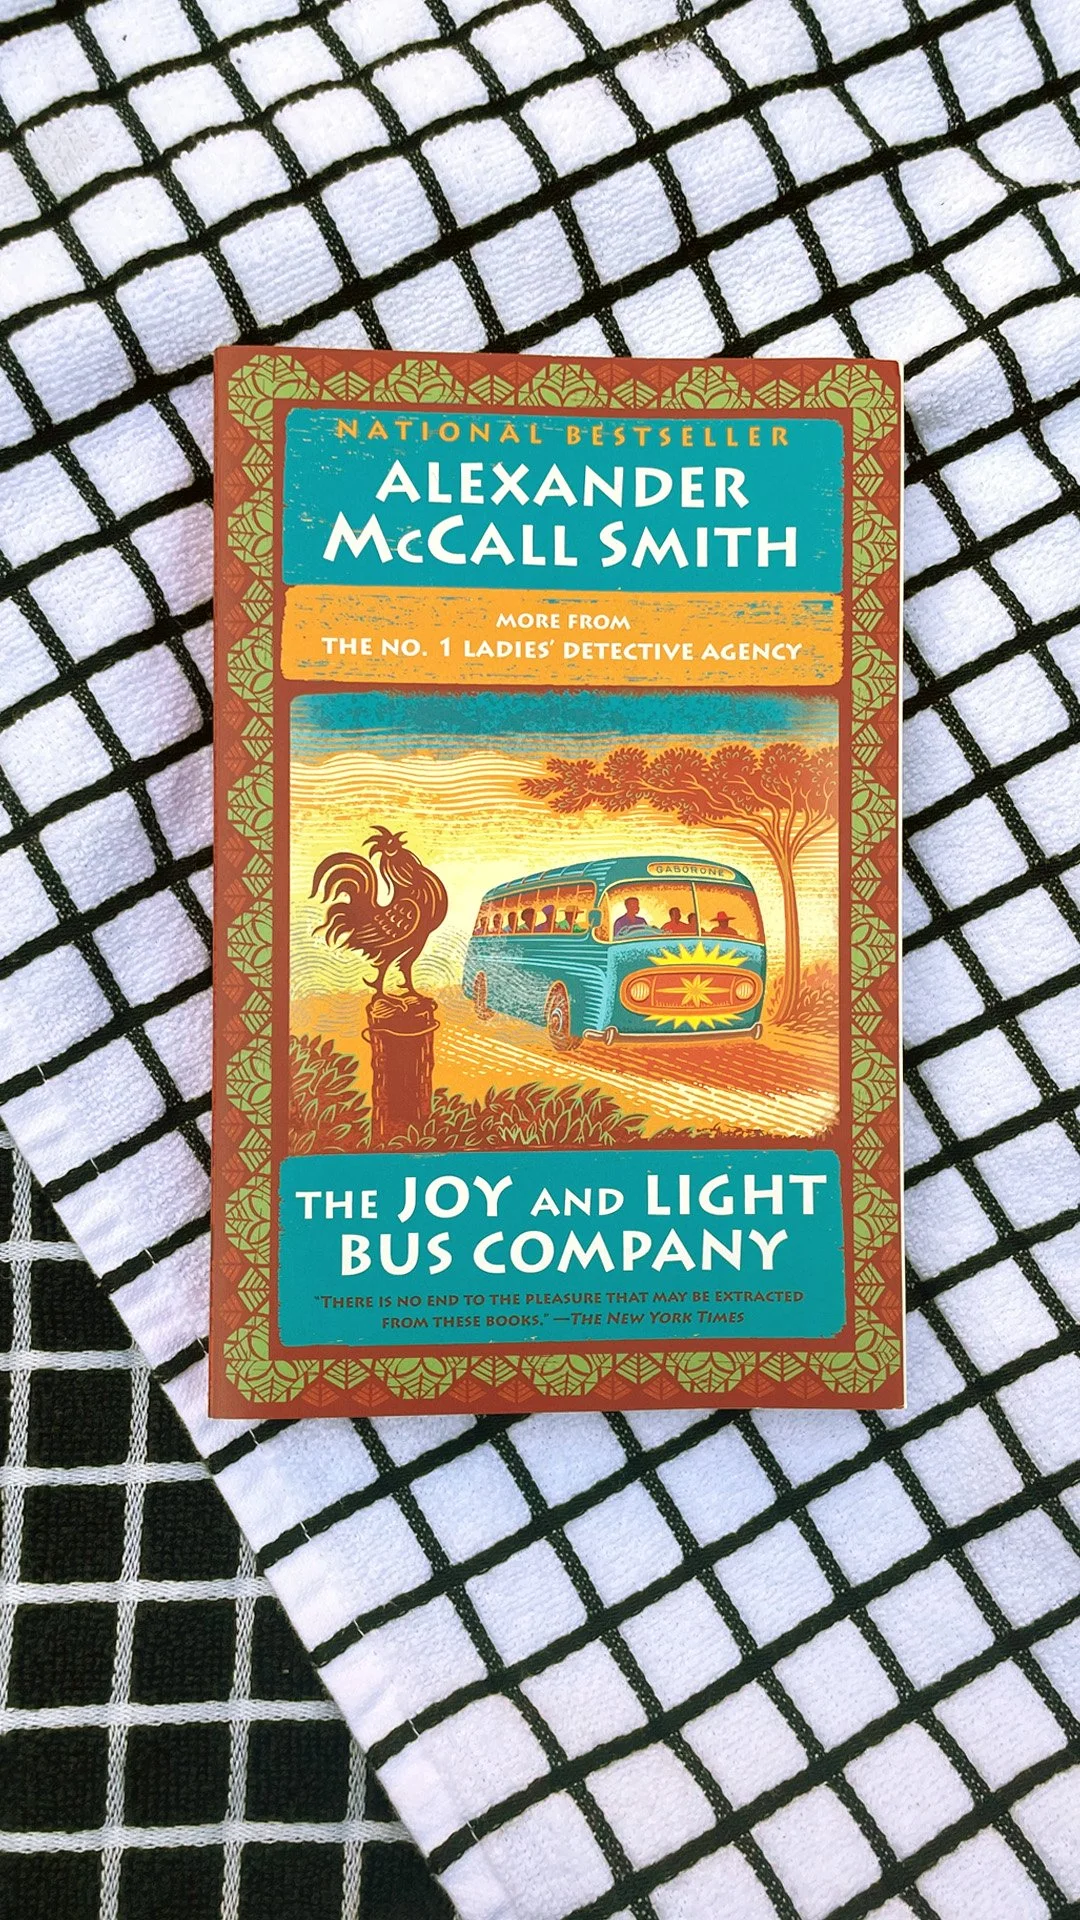 NATIONAL BESTSELLER
ALEXANDER
McCALL SMITH
MORE FROM
THE NO. 1 LADIES' DETECTIVE AGENCY
GABORONE
THE JOY AND LIGHT
BUS COMPANY
"THERE IS NO END TO THE PLEASURE THAT MAY BE EXTRACTED
FROM THESE BOOKS." —THE NEW YORK TIMES